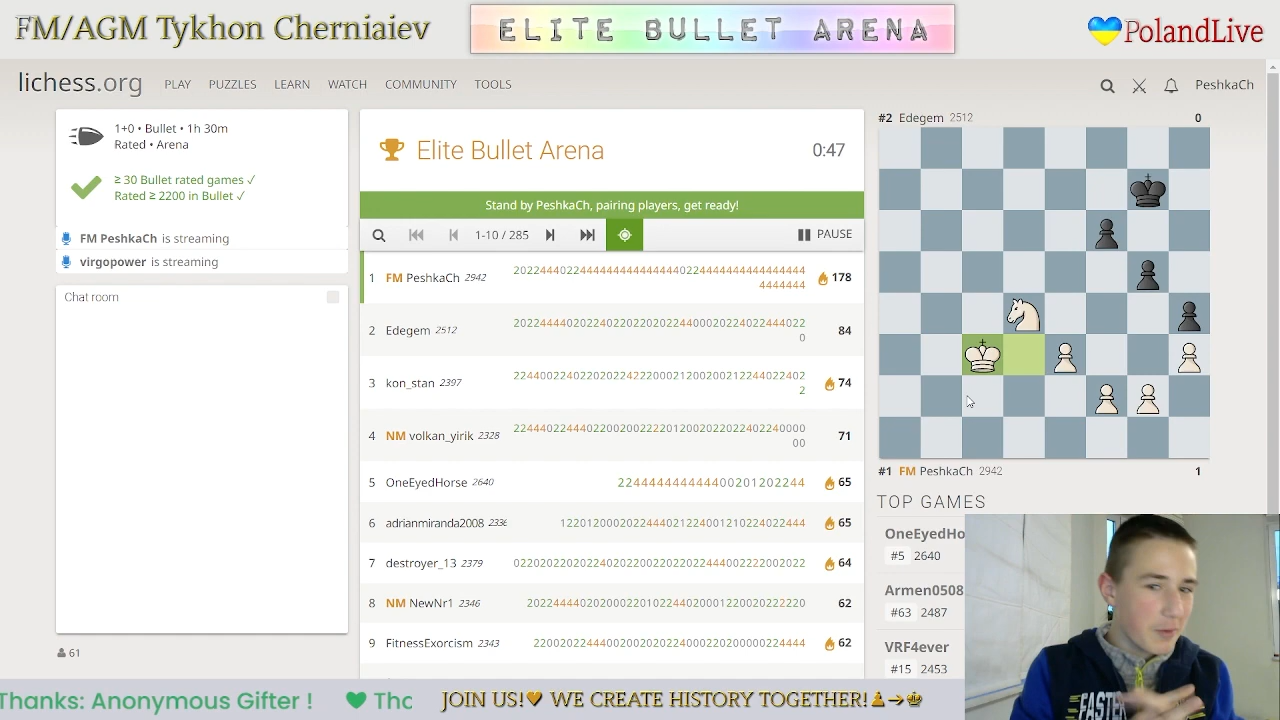 FM/AGM Tykhon Cherniaiev
ELITE BULLET ARENA
PolandLive
lichess.org
PLAY PUZZLES LEARN WATCH COMMUNITY TOOLS
PeshkaCh
1+0 • Bullet • 1h 30m
Rated • Arena
≥ 30 Bullet rated games ✓
Rated ≥ 2200 in Bullet ✓
FM PeshkaCh is streaming
virgopower is streaming
Chat room
61
Elite Bullet Arena 0:47
Stand by PeshkaCh, pairing players, get ready!
1-10 / 285 PAUSE
1 FM PeshkaCh 2942 178
2 Edegem 2512 84
3 kon_stan 2397 74
4 NM volkan_yirik 2328 71
5 OneEyedHorse 2640 65
6 adrianmiranda2008 65
7 destroyer_13 2379 64
8 NM NewNr1 2346 62
9 FitnessExorcism 2343 62
#2 Edegem 2512 0
#1 FM PeshkaCh 2942 1
TOP GAMES
OneEyedHo
#5 2640
Armen0508
#63 2487
VRF4ever
#15 2453
FASTER
Thanks: Anonymous Gifter ! Tha
JOIN US! WE CREATE HISTORY TOGETHER!